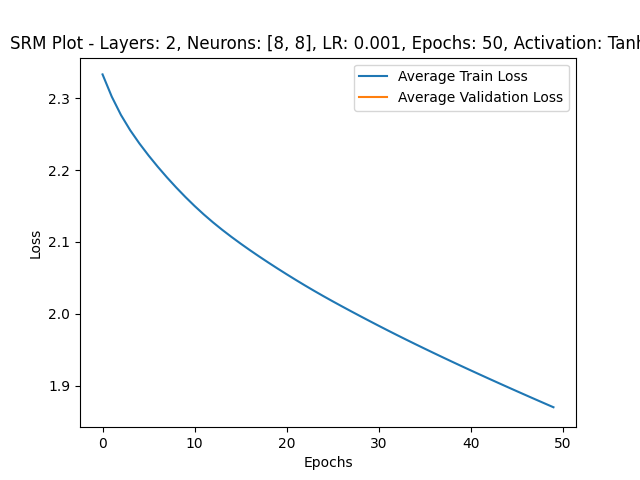 SRM Plot - Layers: 2, Neurons: [8, 8], LR: 0.001, Epochs: 50, Activation: Tanh
Average Train Loss
Average Validation Loss
2.3
2.2
2.1
2.0
1.9
Loss
0 10 20 30 40 50
Epochs